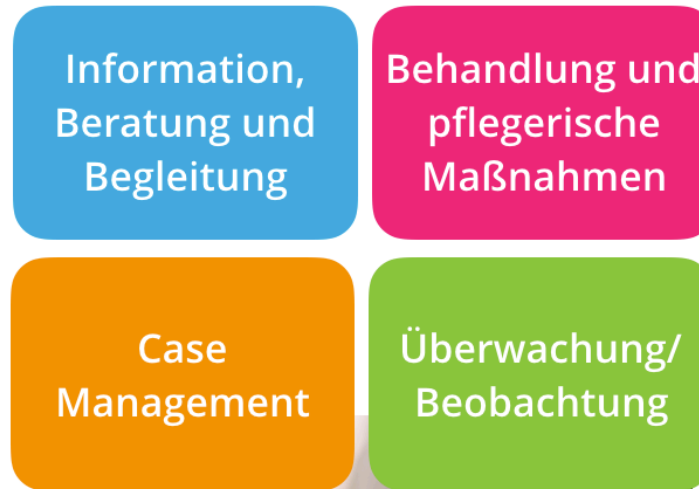 Information,
Beratung und
Begleitung
Behandlung und
pflegerische
Maßnahmen
Case
Management
Überwachung/
Beobachtung